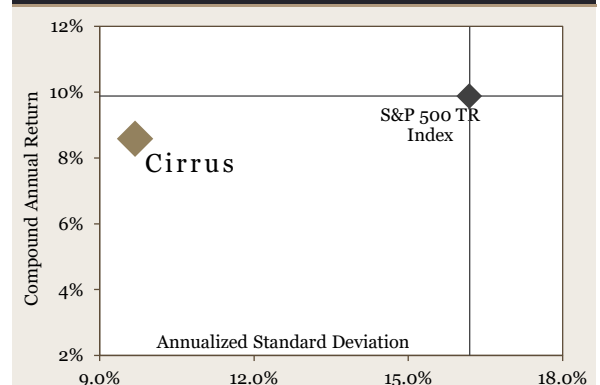 12%
10%
8%
6%
4%
2%
Compound Annual Return
S&P 500 TR
Index
Cirrus
Annualized Standard Deviation
9.0%
12.0%
15.0%
18.0%